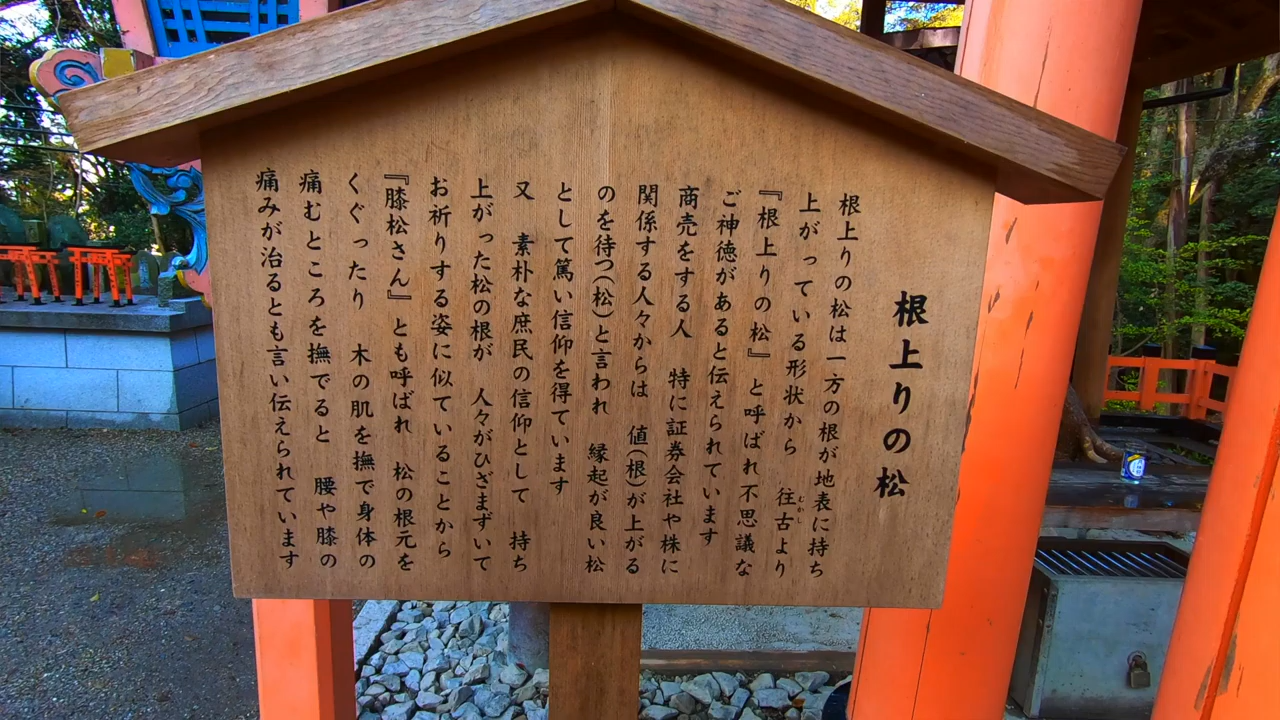 根上りの松
根上りの松は一方の根が地表に持ち
上がっている形状から　往古より
むかし
『根上りの松』と呼ばれ不思議な
ご神徳があると伝えられています
商売をする人　特に証券会社や株に
関係する人々からは　値(根)が上がる
のを待つ(松)と言われ　縁起が良い松
として篤い信仰を得ています
又　素朴な庶民の信仰として　持ち
上がった松の根が　人々がひざまずいて
お祈りする姿に似ていることから
『膝松さん』とも呼ばれ　松の根元を
くぐったり　木の肌を撫で身体の
痛むところを撫でると　腰や膝の
痛みが治るとも言い伝えられています